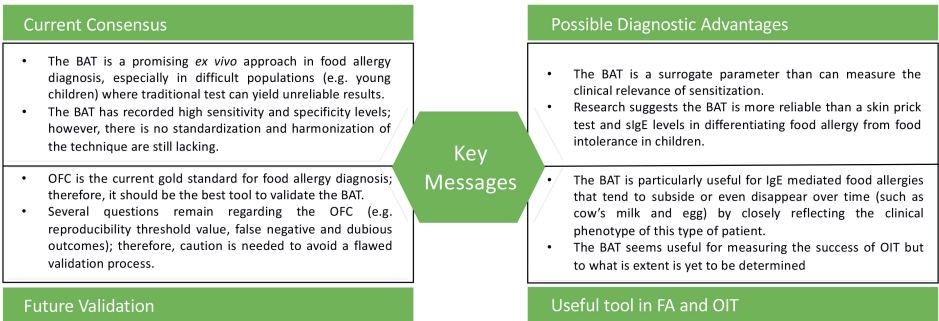 Current Consensus
• The BAT is a promising ex vivo approach in food allergy
diagnosis, especially in difficult populations (e.g. young
children) where traditional test can yield unreliable results.
• The BAT has recorded high sensitivity and specificity levels;
however, there is no standardization and harmonization of
the technique are still lacking.
• OFC is the current gold standard for food allergy diagnosis;
therefore, it should be the best tool to validate the BAT.
• Several questions remain regarding the OFC (e.g.
reproducibility threshold value, false negative and dubious
outcomes); therefore, caution is needed to avoid a flawed
validation process.
Future Validation
Key
Messages
Possible Diagnostic Advantages
• The BAT is a surrogate parameter than can measure the
clinical relevance of sensitization.
• Research suggests the BAT is more reliable than a skin prick
test and sIgE levels in differentiating food allergy from food
intolerance in children.
• The BAT is particularly useful for IgE mediated food allergies
that tend to subside or even disappear over time (such as
cow's milk and egg) by closely reflecting the clinical
phenotype of this type of patient.
• The BAT seems useful for measuring the success of OIT but
to what is extent is yet to be determined
Useful tool in FA and OIT